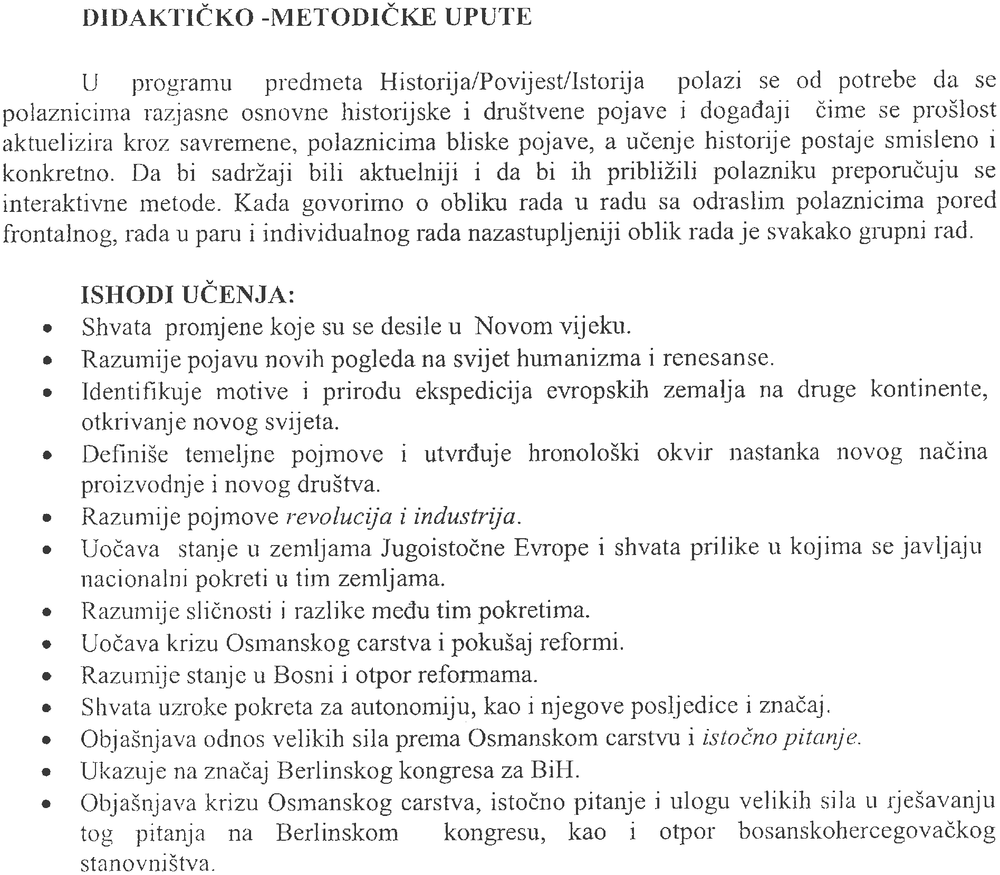 DIDAKTIČKO -METODIČKE UPUTE
U programu predmeta Historija/Povijest/Istorija polazi se od potrebe da se
polaznicima razjasne osnovne historijske i društvene pojave i događaji čime se prošlost
aktuelizira kroz savremene, polaznicima bliske pojave, a učenje historije postaje smisleno i
konkretno. Da bi sadržaji bili aktuelniji i da bi ih približili polazniku preporučuju se
interaktivne metode. Kada govorimo o obliku rada u radu sa odraslim polaznicima pored
frontalnog, rada u paru i individualnog rada nazastupljeniji oblik rada je svakako grupni rad.
ISHODI UČENJA:
• Shvata promjene koje su se desile u Novom vijeku.
• Razumije pojavu novih pogleda na svijet humanizma i renesanse.
• Identifikuje motive i prirodu ekspedicija evropskih zemalja na druge kontinente,
otkrivanje novog svijeta.
• Definiše temeljne pojmove i utvrđuje hronološki okvir nastanka novog načina
proizvodnje i novog društva.
• Razumije pojmove revolucija i industrija.
• Uočava stanje u zemljama Jugoistočne Evrope i shvata prilike u kojima se javljaju
nacionalni pokreti u tim zemljama.
• Razumije sličnosti i razlike među tim pokretima.
• Uočava krizu Osmanskog carstva i pokušaj reformi.
• Razumije stanje u Bosni i otpor reformama.
• Shvata uzroke pokreta za autonomiju, kao i njegove posljedice i značaj.
• Objašnjava odnos velikih sila prema Osmanskom carstvu i istočno pitanje.
• Ukazuje na značaj Berlinskog kongresa za BiH.
• Objašnjava krizu Osmanskog carstva, istočno pitanje i ulogu velikih sila u rješavanju
tog pitanja na Berlinskom kongresu, kao i otpor bosanskohercegovačkog
stanovništva.